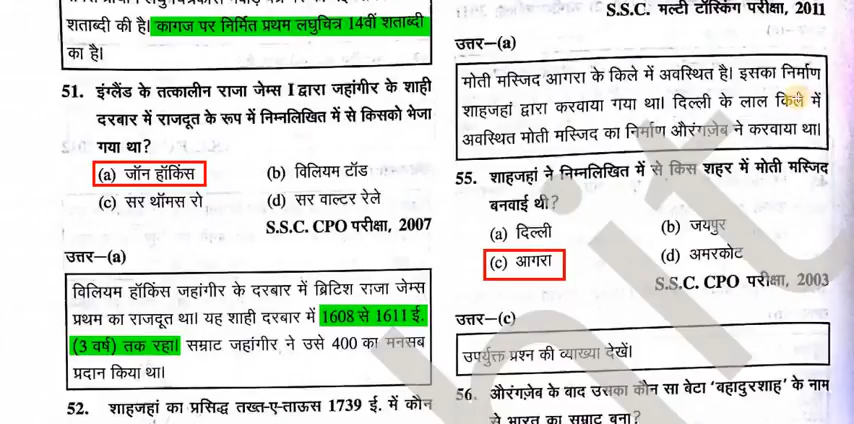 शताब्दी की है। कागज पर निर्मित प्रथम लघुचित्र 14वीं शताब्दी
का है।
51. इंग्लैंड के तत्कालीन राजा जेम्स I द्वारा जहांगीर के शाही
दरबार में राजदूत के रूप में निम्नलिखित में से किसको भेजा
गया था?
(a) जॉन हॉकिंस (b) विलियम टॉड
(c) सर थॉमस रो (d) सर वाल्टर रेले
S.S.C. CPO परीक्षा, 2007
उत्तर—(a)
विलियम हॉकिंस जहांगीर के दरबार में ब्रिटिश राजा जेम्स
प्रथम का राजदूत था। यह शाही दरबार में 1608 से 1611 ई.
(3 वर्ष) तक रहा। सम्राट जहांगीर ने उसे 400 का मनसब
प्रदान किया था।
52. शाहजहां का प्रसिद्ध तख्त-ए-ताऊस 1739 ई. में कौन
S.S.C. मल्टी टॉस्किंग परीक्षा, 2011
उत्तर—(a)
मोती मस्जिद आगरा के किले में अवस्थित है। इसका निर्माण
शाहजहां द्वारा करवाया गया था। दिल्ली के लाल किले में
अवस्थित मोती मस्जिद का निर्माण औरंगज़ेब ने करवाया था।
55. शाहजहां ने निम्नलिखित में से किस शहर में मोती मस्जिद
बनवाई थी?
(a) दिल्ली (b) जयपुर
(c) आगरा (d) अमरकोट
S.S.C. CPO परीक्षा, 2003
उत्तर—(c)
उपर्युक्त प्रश्न की व्याख्या देखें।
56. औरंगज़ेब के बाद उसका कौन सा बेटा 'बहादुरशाह' के नाम
से भारत का सम्राट बना?